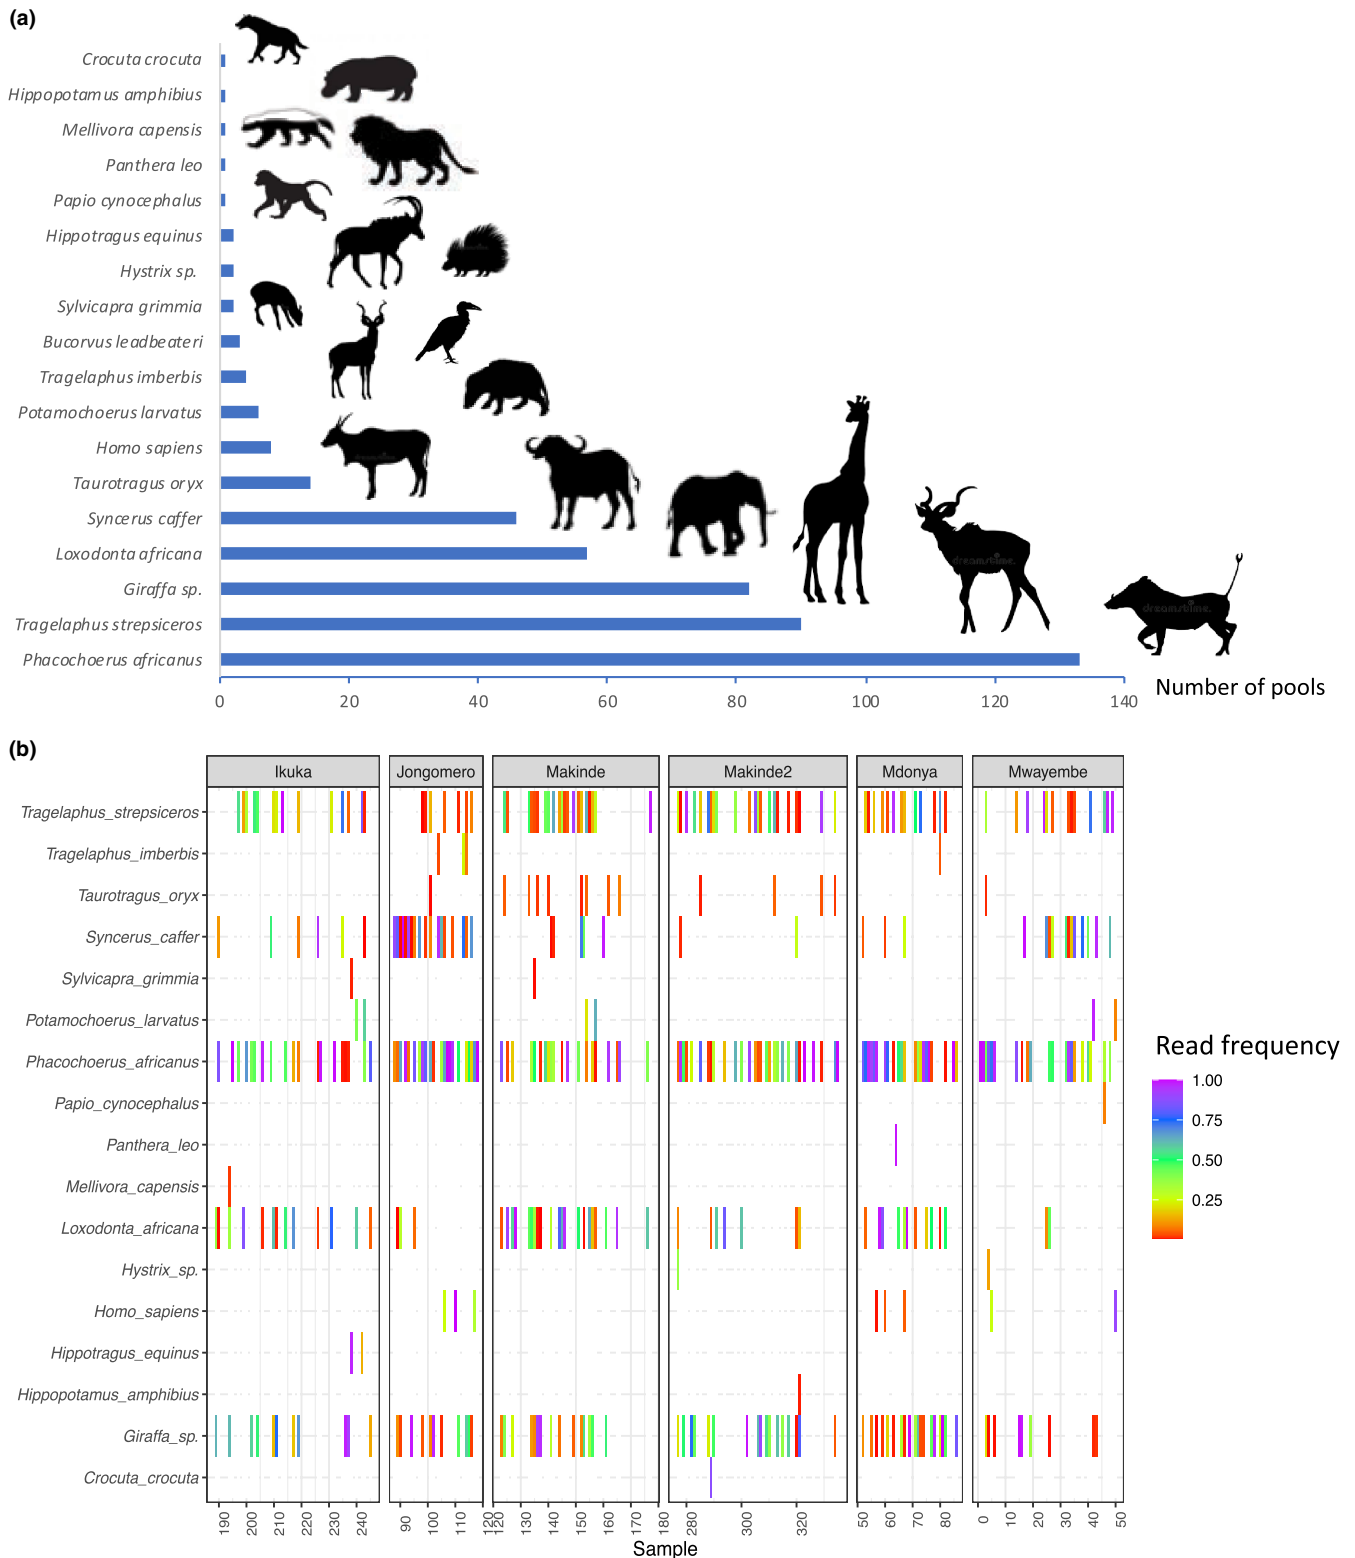 (a)
Crocuta crocuta
Hippopotamus amphibius
Mellivora capensis
Panthera leo
Papio cynocephalus
Hippotragus equinus
Hystrix sp.
Sylvicapra grimmia
Bucorvus leadbeateri
Tragelaphus imberbis
Potamochoerus larvatus
Homo sapiens
Taurotragus oryx
Syncerus caffer
Loxodonta africana
Giraffa sp.
Tragelaphus strepsiceros
Phacochoerus africanus
dreamstime.
dreamstime.
0 20 40 60 80 100 120 140
Number of pools
(b)
Ikuka Jongomero Makinde Makinde2 Mdonya Mwayembe
Tragelaphus_strepsiceros
Tragelaphus_imberbis
Taurotragus_oryx
Syncerus_caffer
Sylvicapra_grimmia
Potamochoerus_larvatus
Phacochoerus_africanus
Papio_cynocephalus
Panthera_leo
Mellivora_capensis
Loxodonta_africana
Hystrix_sp.
Homo_sapiens
Hippotragus_equinus
Hippopotamus_amphibius
Giraffa_sp.
Crocuta_crocuta
190 200 210 220 230 240 90 100 110 120 120 130 140 150 160 170 180 280 300 320 50 60 70 80 0 10 20 30 40 50
Sample
Read frequency
1.00
0.75
0.50
0.25